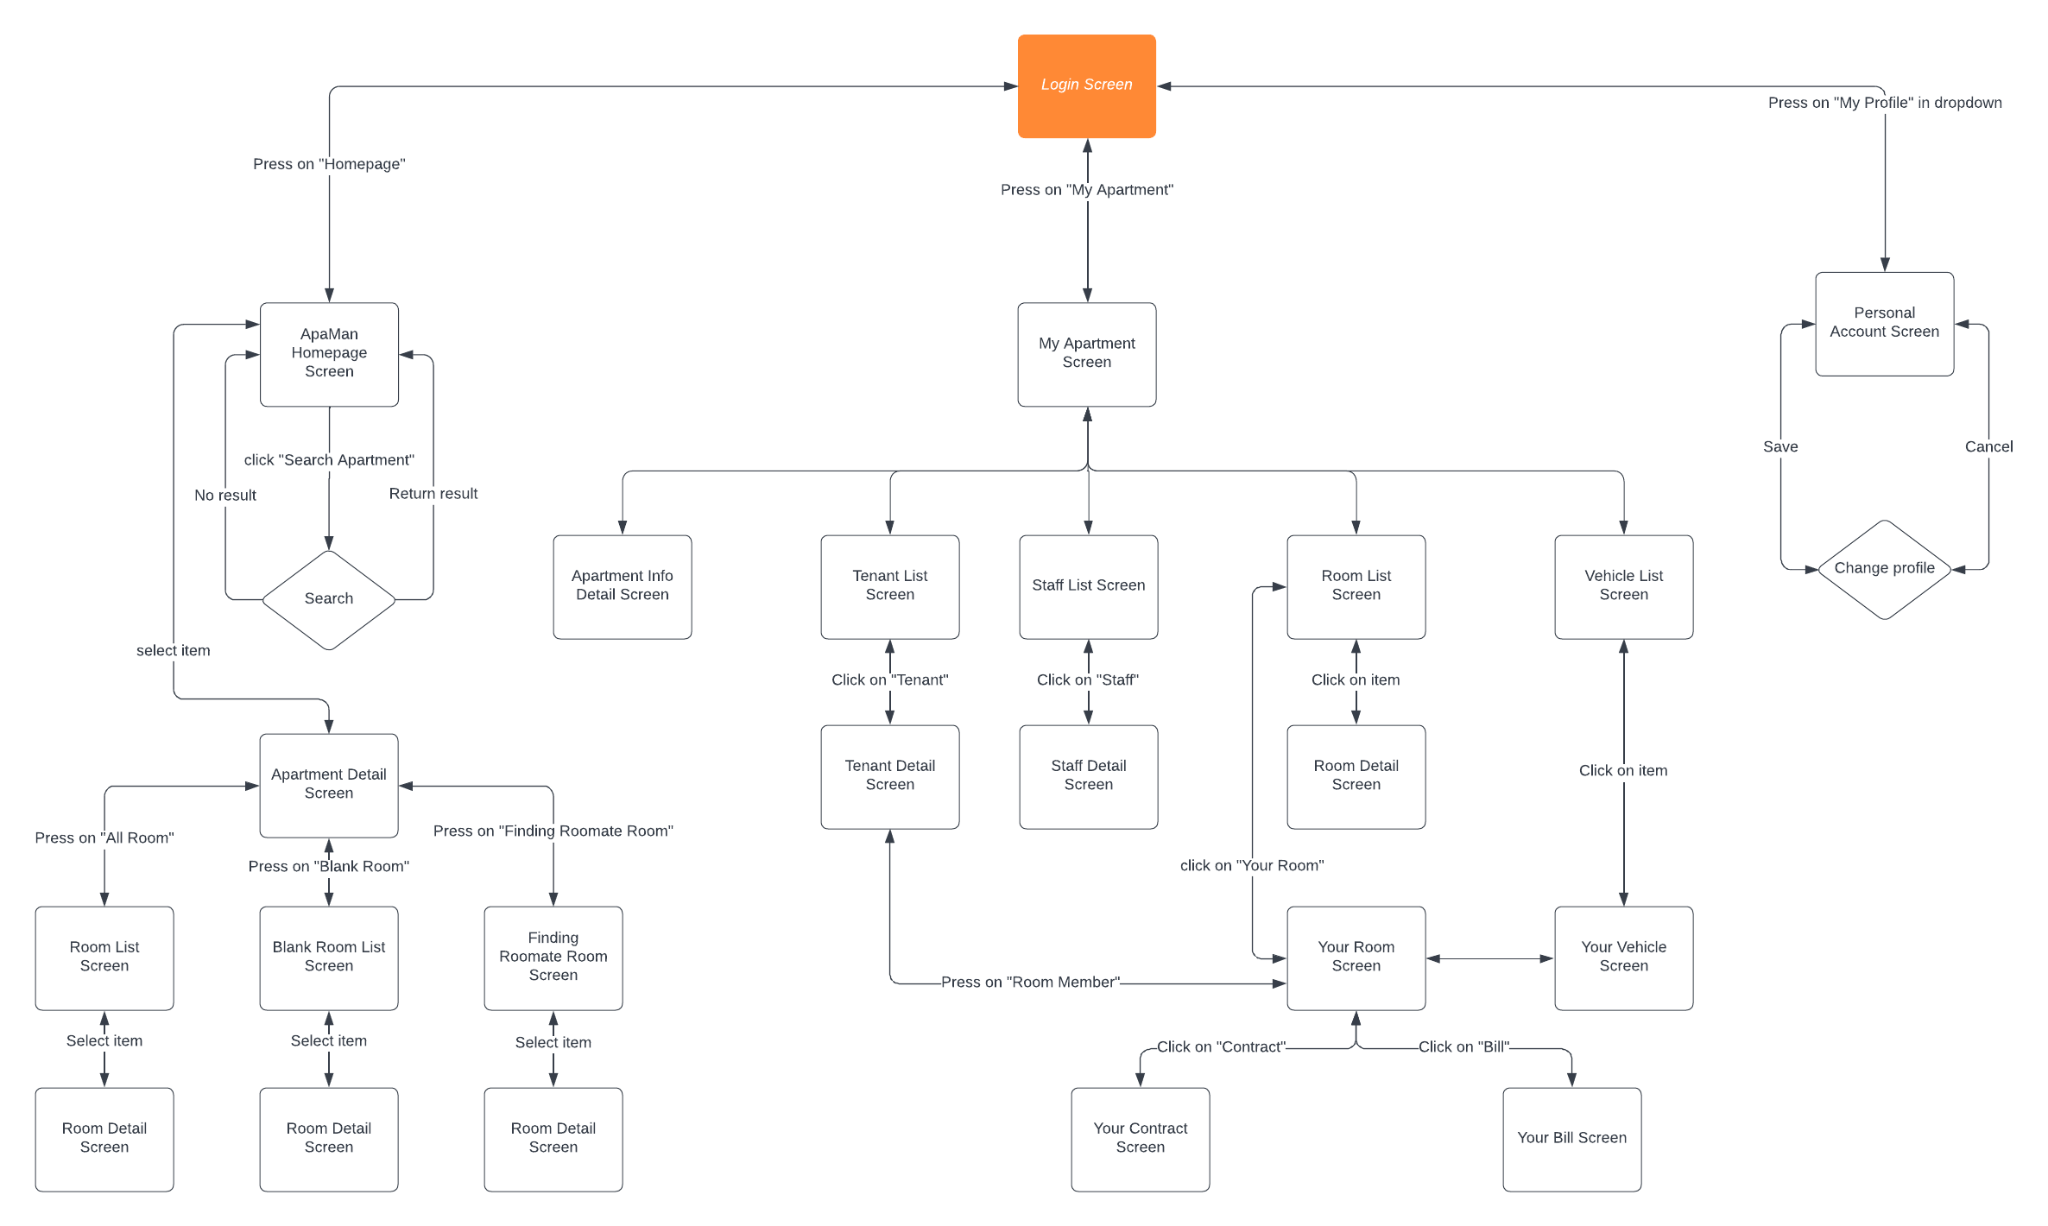 Login Screen
Press on "My Profile" in dropdown
Press on "Homepage"
Press on "My Apartment"
ApaMan
Homepage
Screen
My Apartment
Screen
Personal
Account Screen
click "Search Apartment"
No result
Return result
Save
Cancel
Search
Change profile
Apartment Info
Detail Screen
Tenant List
Screen
Staff List Screen
Room List
Screen
Vehicle List
Screen
select item
Click on "Tenant"
Click on "Staff"
Click on item
Click on item
Apartment Detail
Screen
Tenant Detail
Screen
Staff Detail
Screen
Room Detail
Screen
Press on "All Room"
Press on "Blank Room"
Press on "Finding Roomate Room"
click on "Your Room"
Room List
Screen
Blank Room List
Screen
Finding
Roomate Room
Screen
Your Room
Screen
Your Vehicle
Screen
Press on "Room Member"
Select item
Select item
Select item
Click on "Contract"
Click on "Bill"
Room Detail
Screen
Room Detail
Screen
Room Detail
Screen
Your Contract
Screen
Your Bill Screen